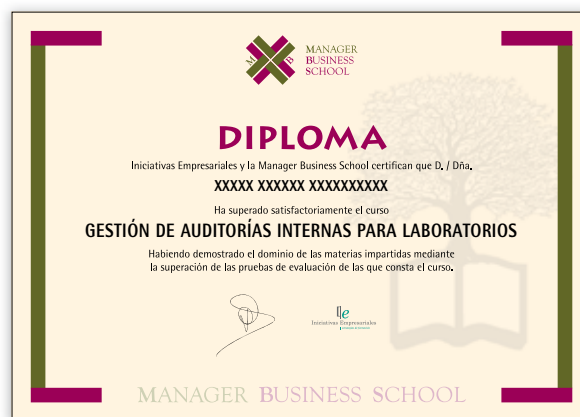 M B
MANAGER
BUSINESS
SCHOOL
DIPLOMA
Iniciativas Empresariales y la Manager Business School certifican que D. / Dña.
XXXXX XXXXXX XXXXXXXXXX
Ha superado satisfactoriamente el curso
GESTIÓN DE AUDITORÍAS INTERNAS PARA LABORATORIOS
Habiendo demostrado el dominio de las materias impartidas mediante
la superación de las pruebas de evaluación de las que consta el curso.
Iniciativas Empresariales
MANAGER BUSINESS SCHOOL